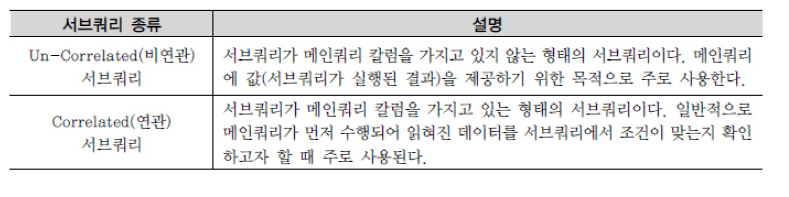 서브쿼리 종류 설명
Un-Correlated(비연관) 서브쿼리가 메인쿼리 칼럼을 가지고 있지 않는 형태의 서브쿼리이다. 메인쿼리
서브쿼리 에 값(서브쿼리가 실행된 결과)을 제공하기 위한 목적으로 주로 사용한다.
서브쿼리가 메인쿼리 칼럼을 가지고 있는 형태의 서브쿼리이다. 일반적으로
Correlated(연관) 메인쿼리가 먼저 수행되어 읽혀진 데이터를 서브쿼리에서 조건이 맞는지 확인
서브쿼리 하고자 할 때 주로 사용된다.